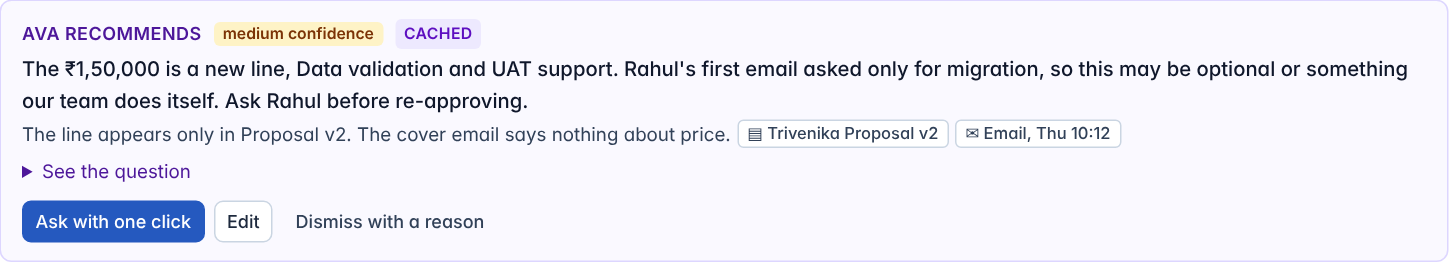 AVA RECOMMENDS medium confidence CACHED
The ₹1,50,000 is a new line, Data validation and UAT support. Rahul's first email asked only for migration, so this may be optional or something
our team does itself. Ask Rahul before re-approving.
The line appears only in Proposal v2. The cover email says nothing about price. ▤ Trivenika Proposal v2 ✉ Email, Thu 10:12
▶ See the question
Ask with one click Edit Dismiss with a reason